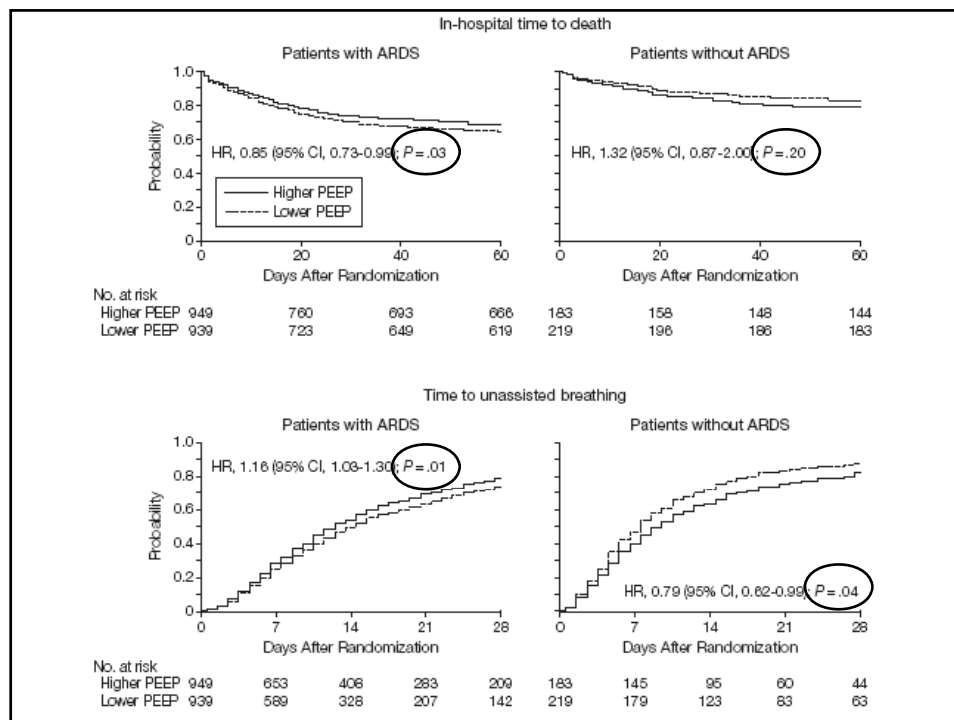 In-hospital time to death
Patients with ARDS Patients without ARDS
1.0
0.8
0.6
0.4
0.2
0
Probability
HR, 0.85 (95% CI, 0.73-0.99); P=.03
HR, 1.32 (95% CI, 0.87-2.00); P=.20
Higher PEEP
Lower PEEP
0 20 40 60 0 20 40 60
Days After Randomization Days After Randomization
No. at risk
Higher PEEP 949 760 693 666 183 158 148 144
Lower PEEP 939 723 649 619 219 196 186 183
Time to unassisted breathing
Patients with ARDS Patients without ARDS
1.0
0.8
0.6
0.4
0.2
0
Probability
HR, 1.16 (95% CI, 1.03-1.30); P=.01
HR, 0.79 (95% CI, 0.62-0.99); P=.04
0 7 14 21 28 0 7 14 21 28
Days After Randomization Days After Randomization
No. at risk
Higher PEEP 949 653 408 283 209 183 145 95 60 44
Lower PEEP 939 589 328 207 142 219 179 123 83 63